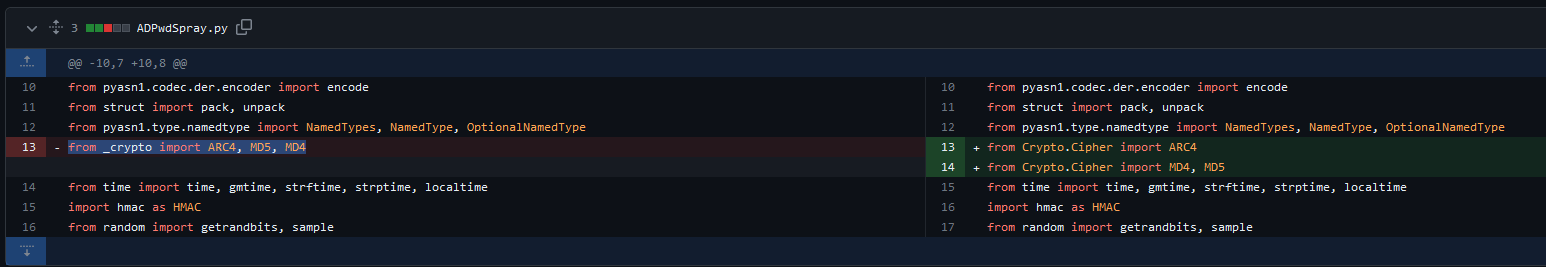 3 ADPwdSpray.py
@@ -10,7 +10,8 @@
10 from pyasn1.codec.der.encoder import encode
11 from struct import pack, unpack
12 from pyasn1.type.namedtype import NamedTypes, NamedType, OptionalNamedType
13 - from _crypto import ARC4, MD5, MD4
14 from time import time, gmtime, strftime, strptime, localtime
15 import hmac as HMAC
16 from random import getrandbits, sample
10 from pyasn1.codec.der.encoder import encode
11 from struct import pack, unpack
12 from pyasn1.type.namedtype import NamedTypes, NamedType, OptionalNamedType
13 + from Crypto.Cipher import ARC4
14 + from Crypto.Cipher import MD4, MD5
15 from time import time, gmtime, strftime, strptime, localtime
16 import hmac as HMAC
17 from random import getrandbits, sample